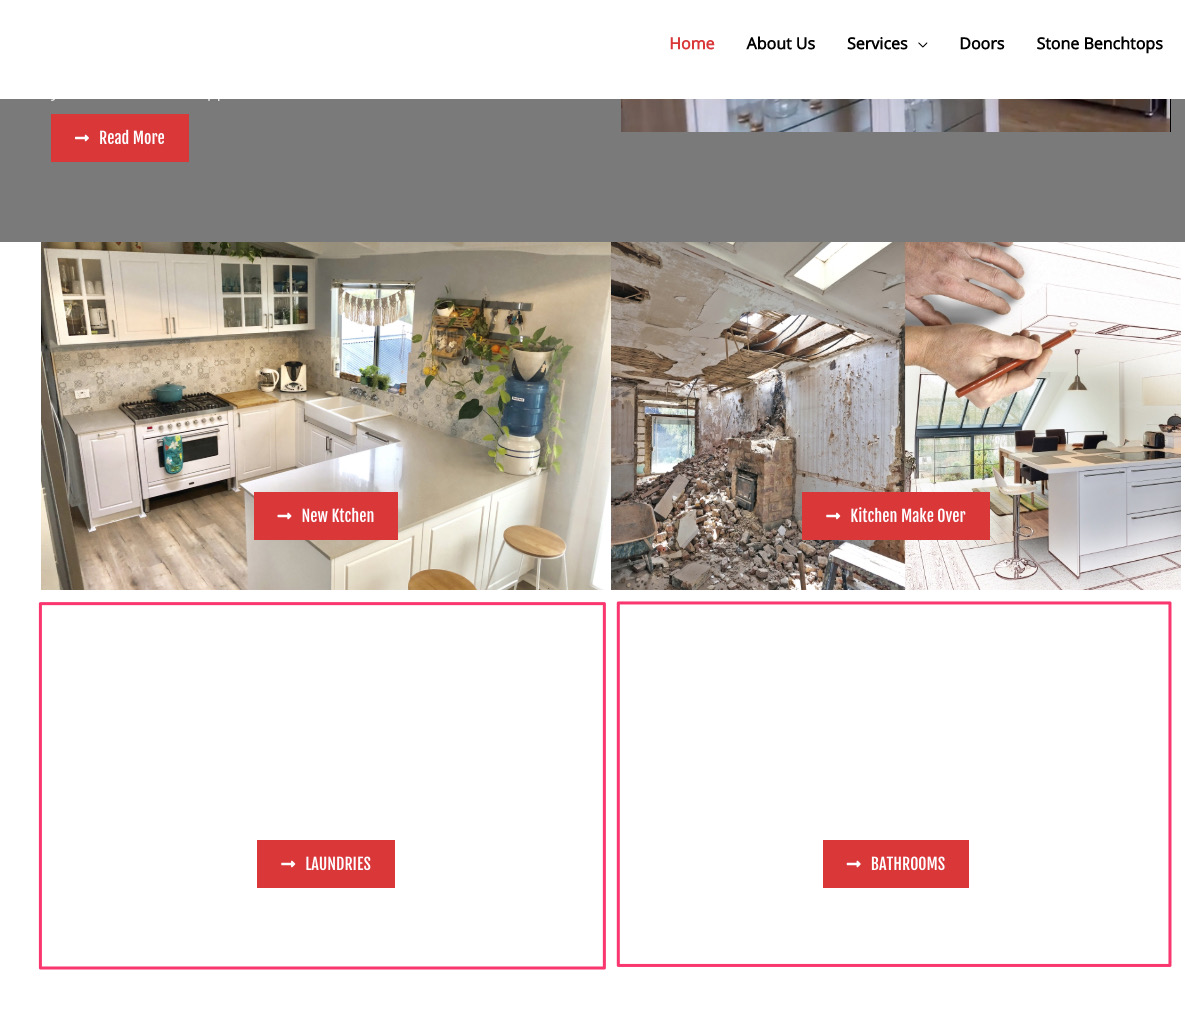 Home About Us Services Doors Stone Benchtops
Read More
New Ktchen
Kitchen Make Over
LAUNDRIES
BATHROOMS